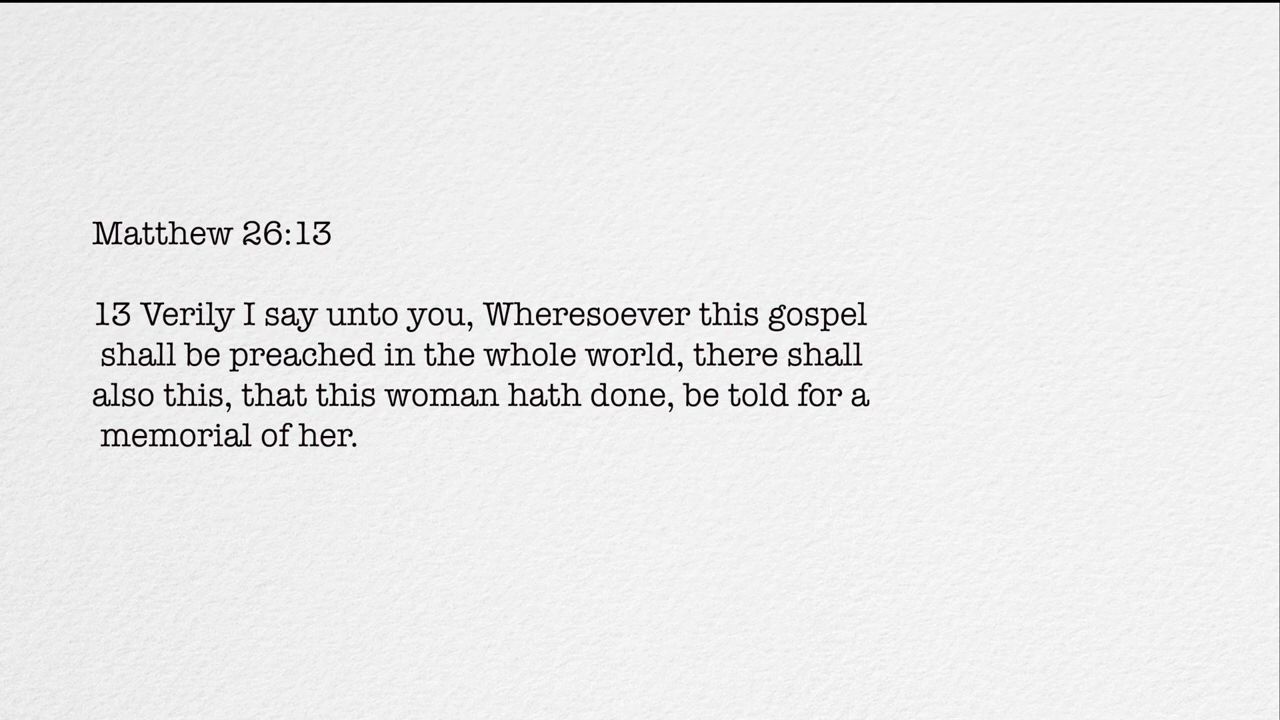 Matthew 26:13
13 Verily I say unto you, Wheresoever this gospel
shall be preached in the whole world, there shall
also this, that this woman hath done, be told for a
memorial of her.